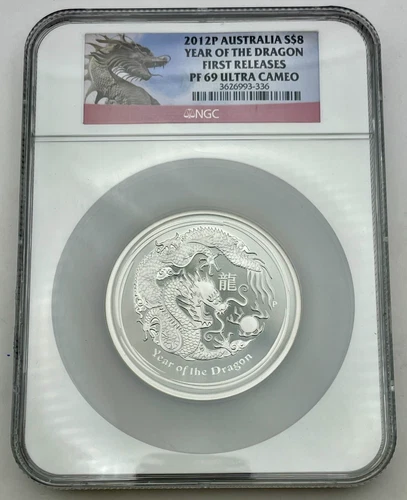 2012P AUSTRALIA S$8
YEAR OF THE DRAGON
FIRST RELEASES
PF 69 ULTRA CAMEO
3626993-336
NGC
龍
Year of the Dragon